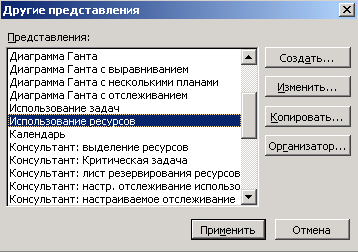 Другие представления
Представления:
Диаграмма Ганта
Диаграмма Ганта с выравниванием
Диаграмма Ганта с несколькими планами
Диаграмма Ганта с отслеживанием
Использование задач
Использование ресурсов
Календарь
Консультант: выделение ресурсов
Консультант: Критическая задача
Консультант: лист резервирования ресурсов
Консультант: настр. отслеживание использо
Консультант: настраиваемое отслеживание
Создать...
Изменить...
Копировать...
Организатор...
Применить
Отмена